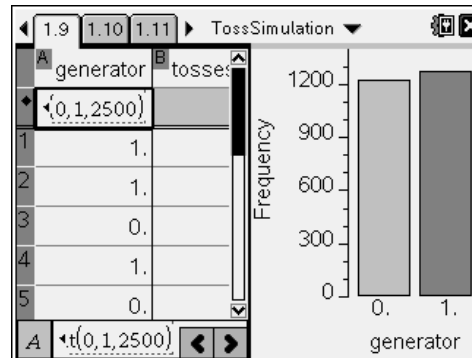 1.9 1.10 1.11 TossSimulation
A generator B tosses
(0,1,2500)
1 1.
2 1.
3 0.
4 1.
5 0.
A t(0,1,2500)
Frequency
1200
900
600
300
0
0. 1.
generator